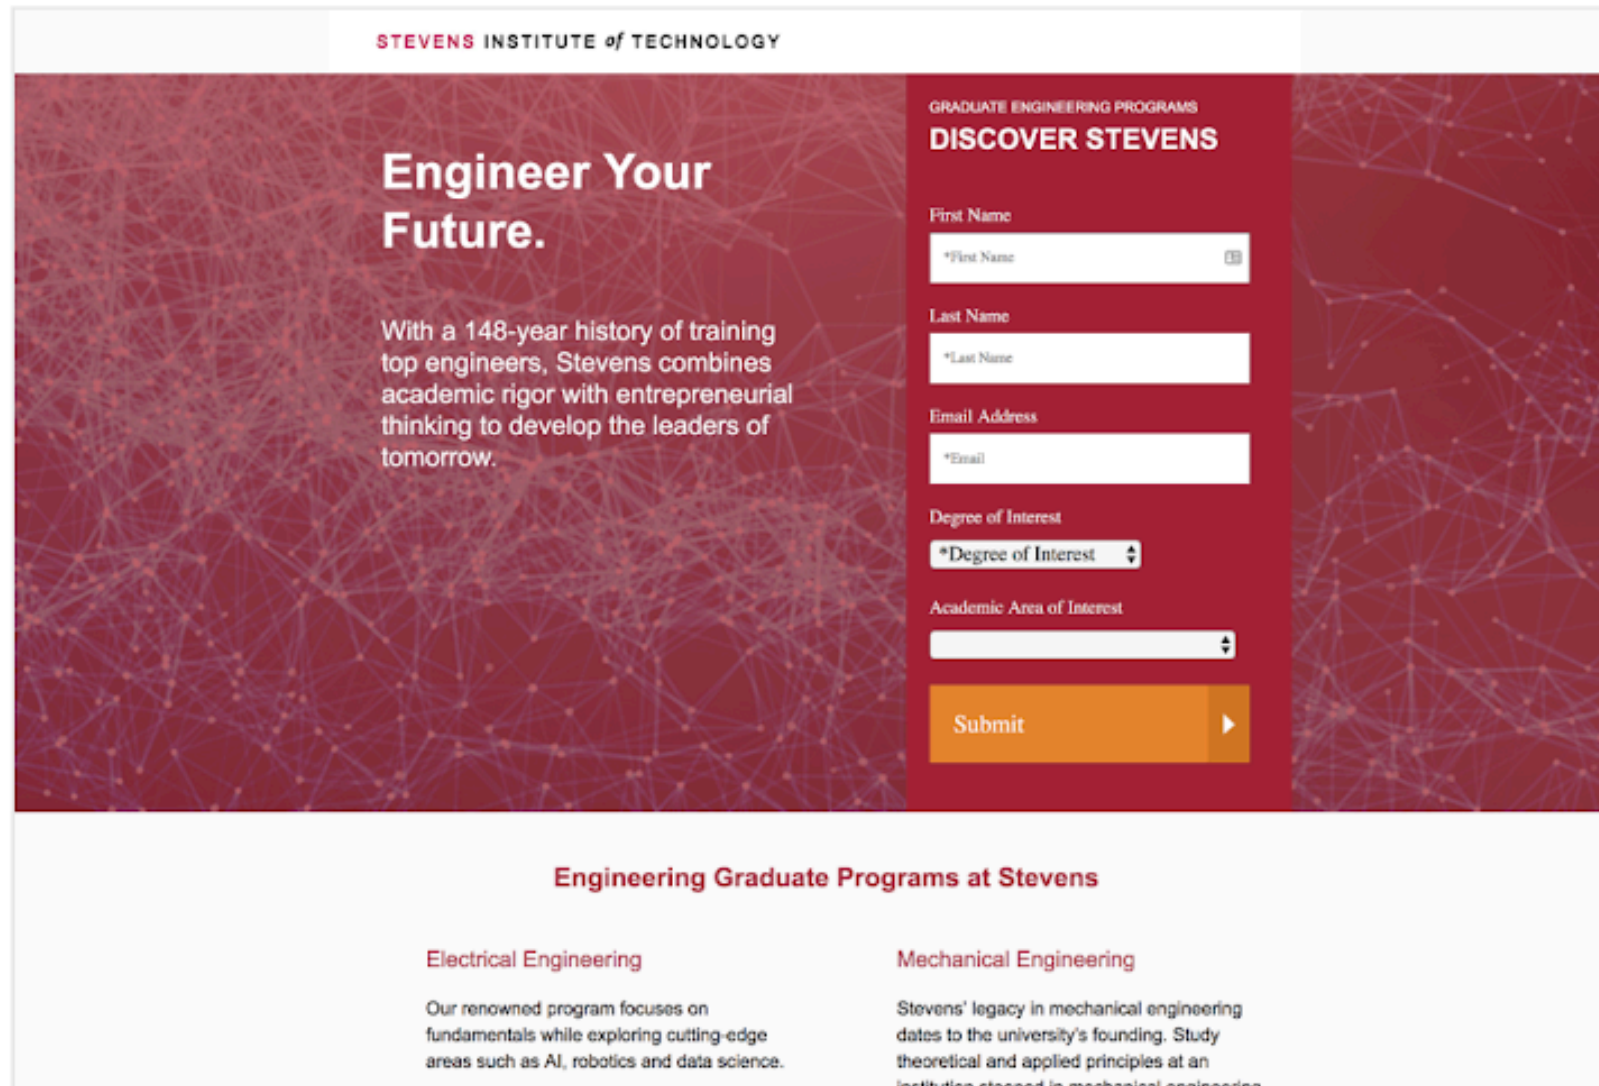 STEVENS INSTITUTE of TECHNOLOGY
Engineer Your
Future.
With a 148-year history of training
top engineers, Stevens combines
academic rigor with entrepreneurial
thinking to develop the leaders of
tomorrow.
GRADUATE ENGINEERING PROGRAMS
DISCOVER STEVENS
First Name
*First Name
Last Name
*Last Name
Email Address
*Email
Degree of Interest
*Degree of Interest
Academic Area of Interest
Submit
Engineering Graduate Programs at Stevens
Electrical Engineering
Our renowned program focuses on
fundamentals while exploring cutting-edge
areas such as AI, robotics and data science.
Mechanical Engineering
Stevens' legacy in mechanical engineering
dates to the university's founding. Study
theoretical and applied principles at an
institution steeped in mechanical engineering